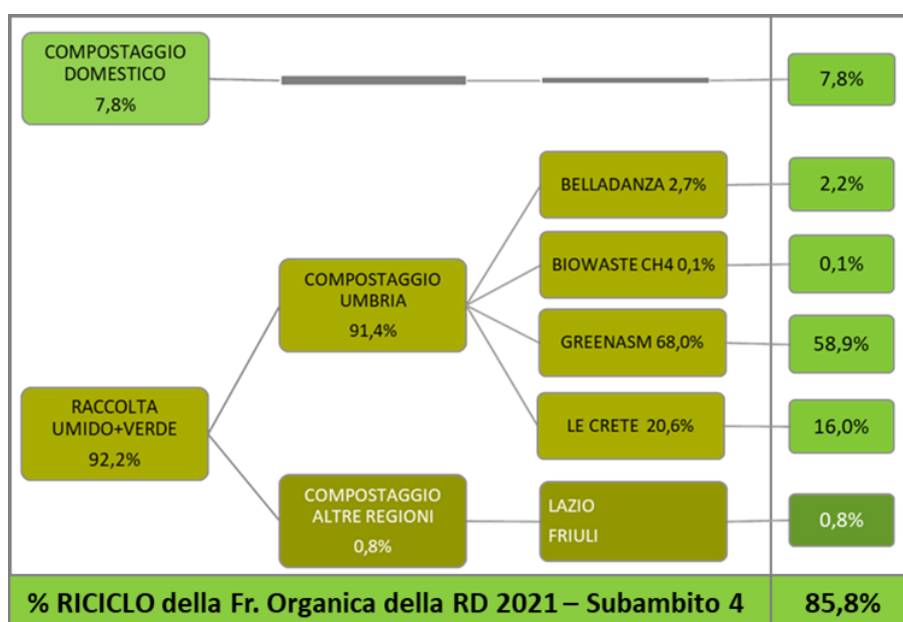 COMPOSTAGGIO
DOMESTICO
7,8%
7,8%
BELLADANZA 2,7%
2,2%
BIOWASTE CH4 0,1%
0,1%
COMPOSTAGGIO
UMBRIA
91,4%
GREENASM 68,0%
58,9%
RACCOLTA
UMIDO+VERDE
92,2%
LE CRETE 20,6%
16,0%
COMPOSTAGGIO
ALTRE REGIONI
0,8%
LAZIO
FRIULI
0,8%
% RICICLO della Fr. Organica della RD 2021 – Subambito 4
85,8%